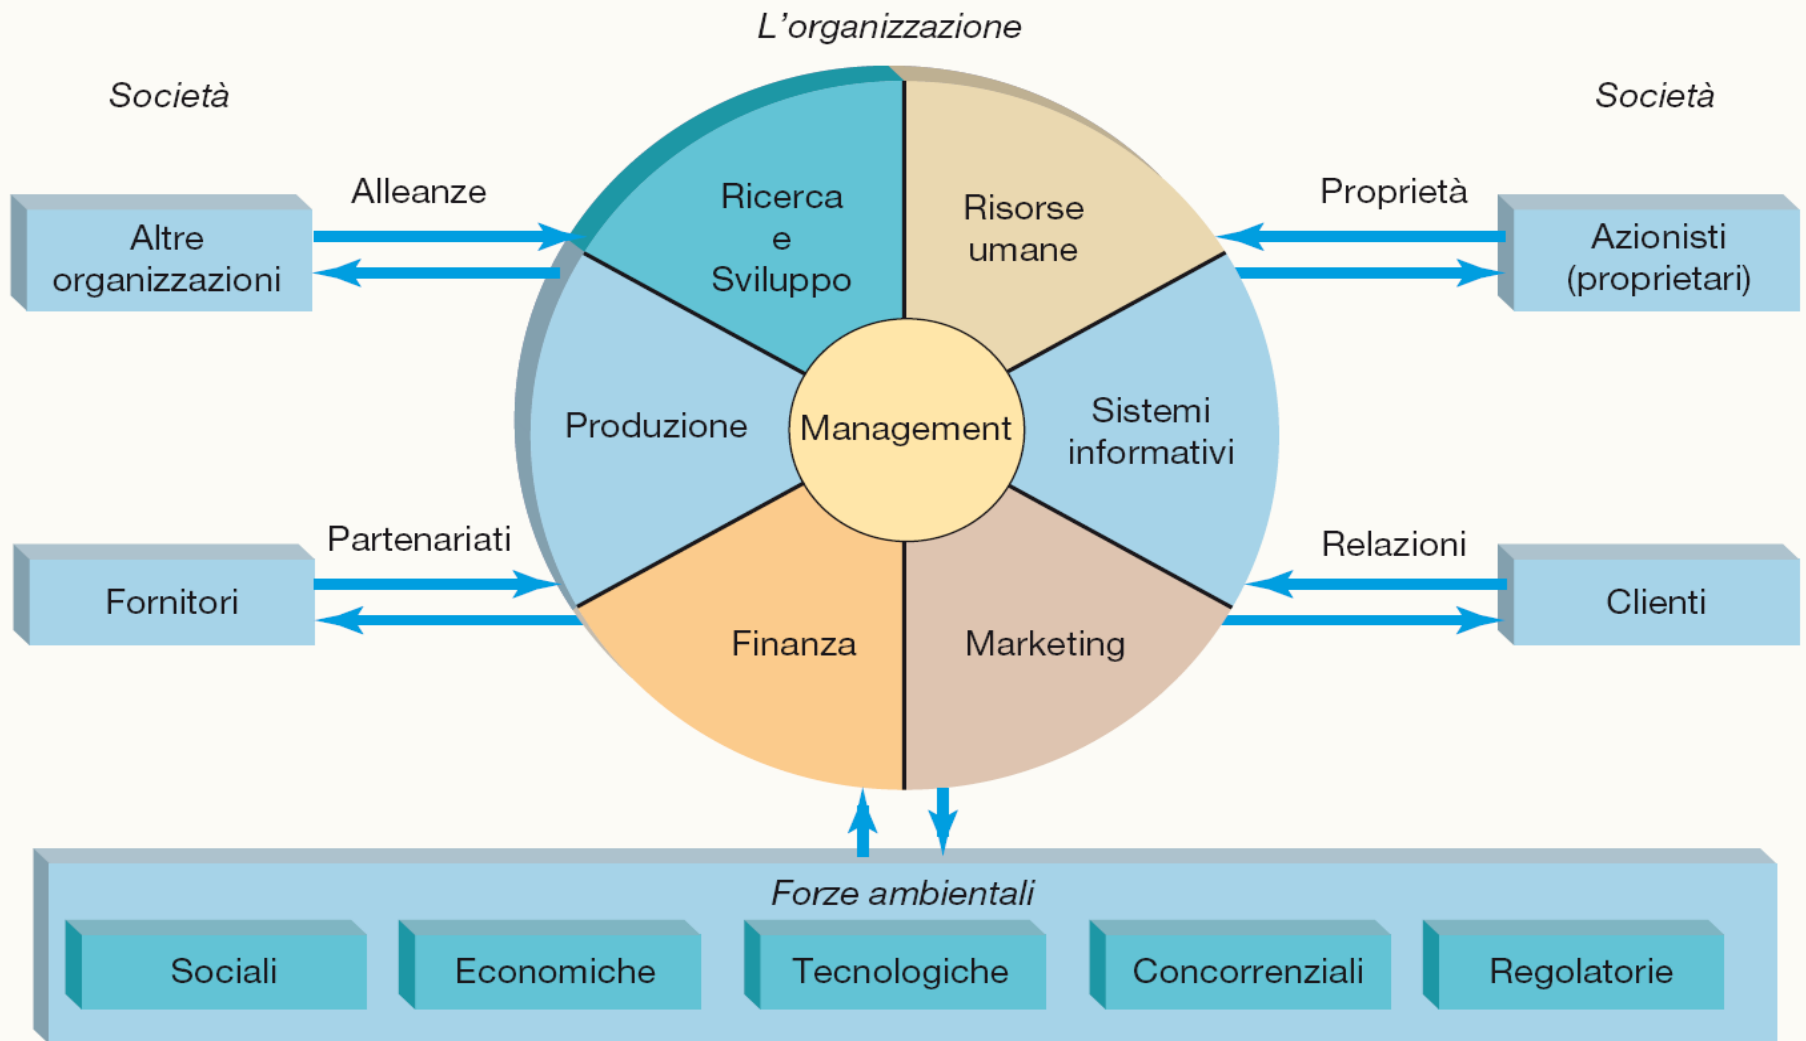 L'organizzazione
Società
Società
Alleanze
Proprietà
Altre
organizzazioni
Ricerca
e
Sviluppo
Risorse
umane
Azionisti
(proprietari)
Produzione
Management
Sistemi
informativi
Partenariati
Relazioni
Fornitori
Clienti
Finanza
Marketing
Forze ambientali
Sociali
Economiche
Tecnologiche
Concorrenziali
Regolatorie